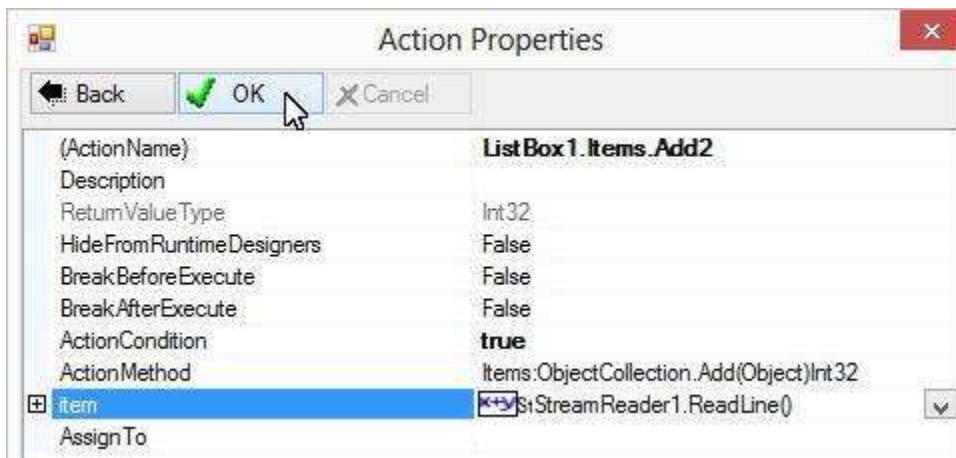 Action Properties
Back OK Cancel
(ActionName) ListBox1.Items.Add2
Description
ReturnValueType Int32
HideFromRuntimeDesigners False
BreakBeforeExecute False
BreakAfterExecute False
ActionCondition true
ActionMethod Items:ObjectCollection.Add(Object)Int32
item x+y StreamReader1.ReadLine()
AssignTo